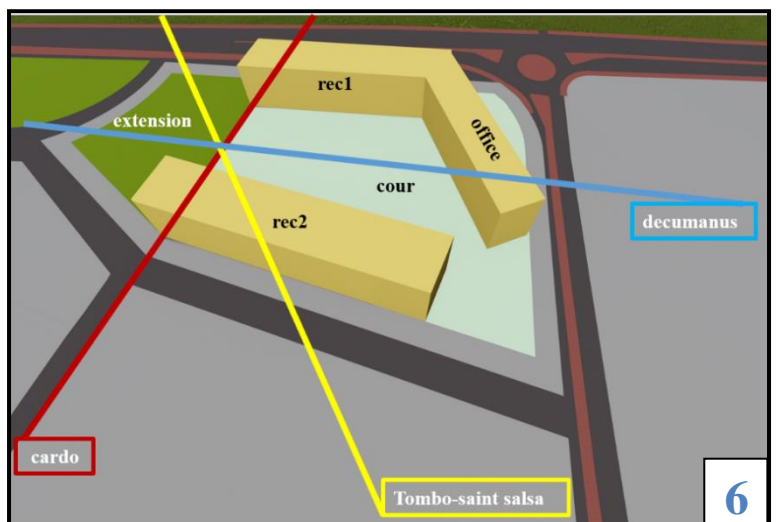 rec1
office
extension
cour
rec2
decumanus
cardo
Tombo-saint salsa
6